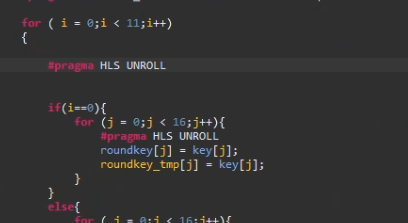 for ( i = 0;i < 11;i++)
{
#pragma HLS UNROLL
if(i==0){
for (j = 0;j < 16;j++){
#pragma HLS UNROLL
roundkey[j] = key[j];
roundkey_tmp[j] = key[j];
}
}
else{
for ( j = 0;j < 16;j++){